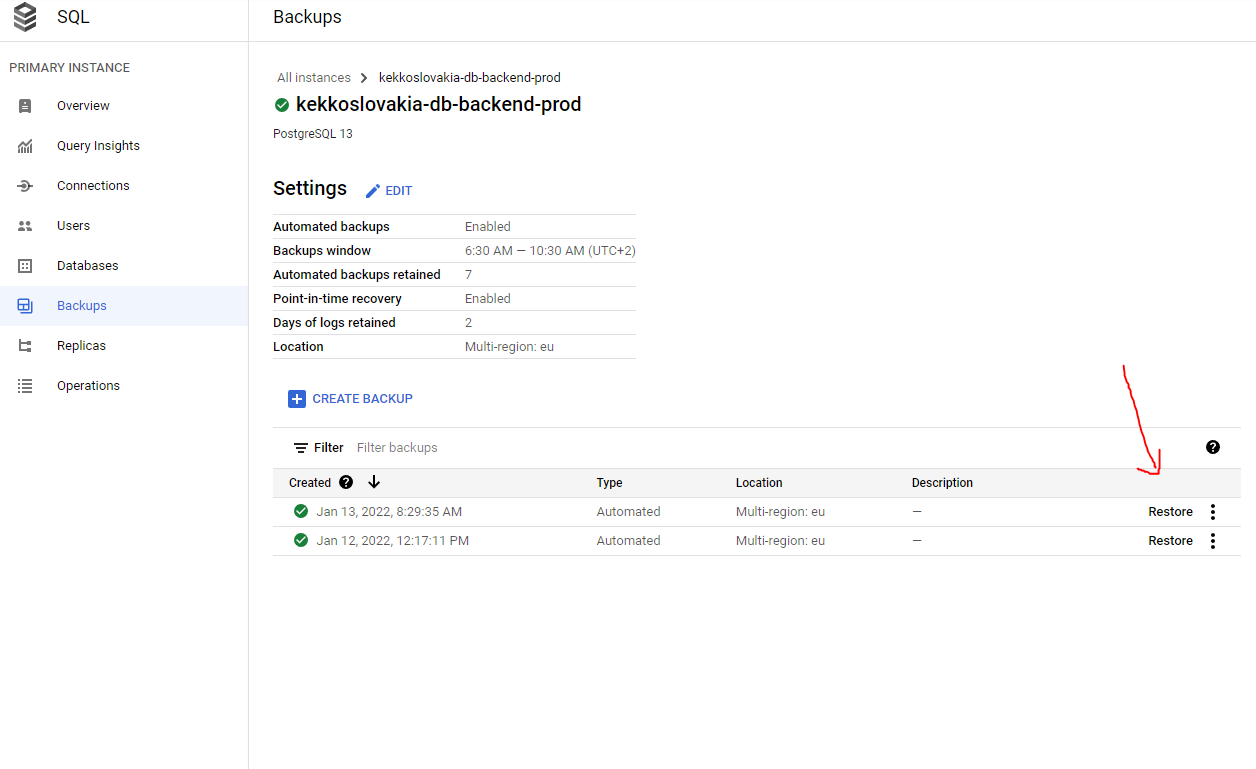 SQL
Backups
PRIMARY INSTANCE
Overview
Query Insights
Connections
Users
Databases
Backups
Replicas
Operations
All instances > kekkoslovakia-db-backend-prod
kekkoslovakia-db-backend-prod
PostgreSQL 13
Settings EDIT
Automated backups Enabled
Backups window 6:30 AM — 10:30 AM (UTC+2)
Automated backups retained 7
Point-in-time recovery Enabled
Days of logs retained 2
Location Multi-region: eu
+ CREATE BACKUP
Filter Filter backups ?
Created ? ↓ Type Location Description
Jan 13, 2022, 8:29:35 AM Automated Multi-region: eu — Restore
Jan 12, 2022, 12:17:11 PM Automated Multi-region: eu — Restore